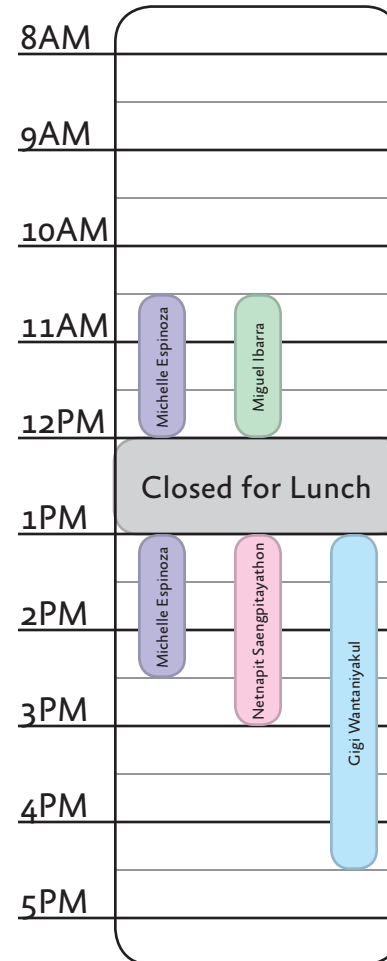 8AM
9AM
10AM
11AM
Michelle Espinoza
Miguel Ibarra
12PM
Closed for Lunch
1PM
Michelle Espinoza
Netnapit Saengpitayathon
Gigi Wantaniyakul
2PM
3PM
4PM
5PM